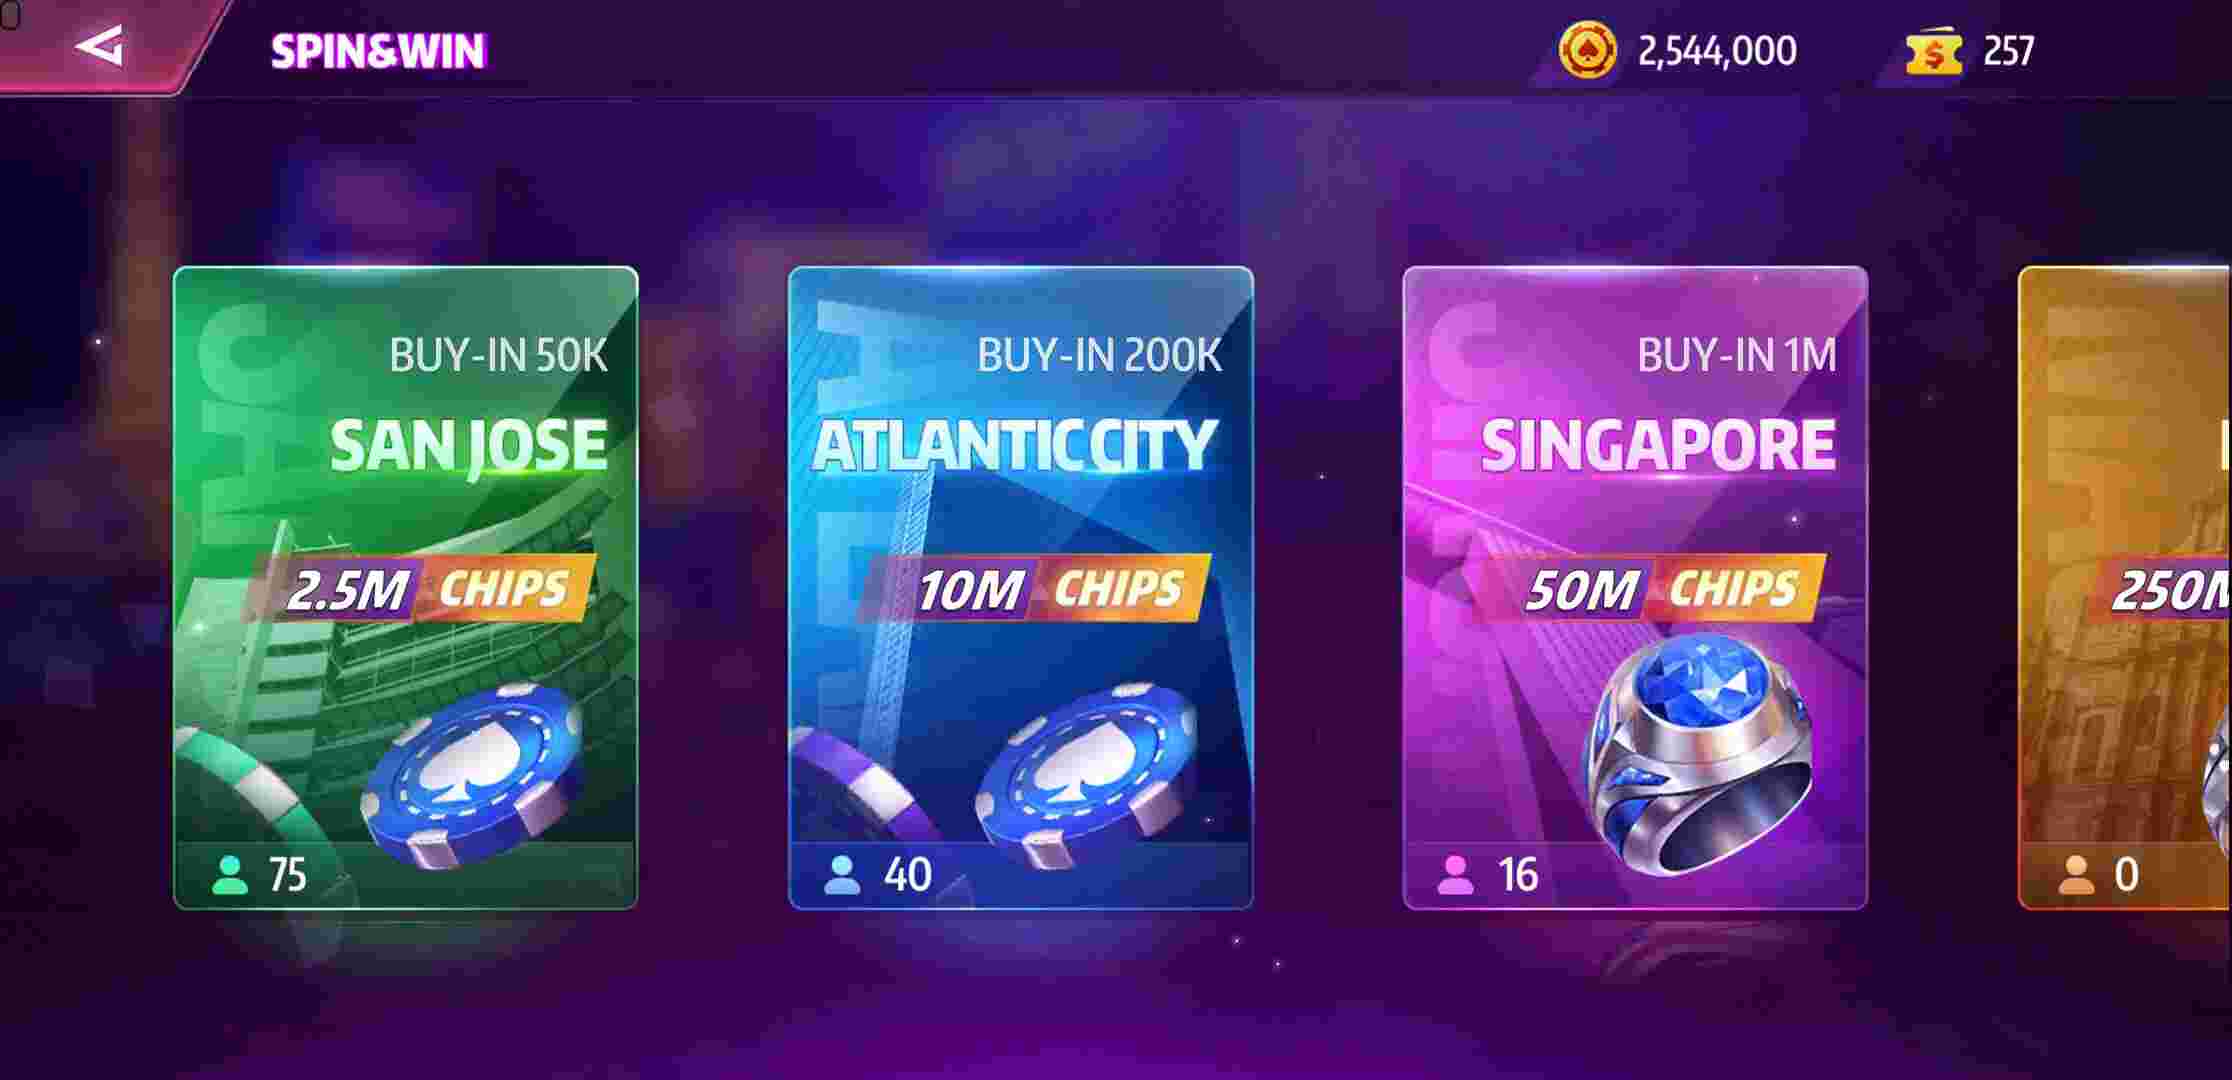 SPIN&WIN
2,544,000
257
BUY-IN 50K
SAN JOSE
2.5M CHIPS
75
BUY-IN 200K
ATLANTIC CITY
10M CHIPS
40
BUY-IN 1M
SINGAPORE
50M CHIPS
16
250M
0